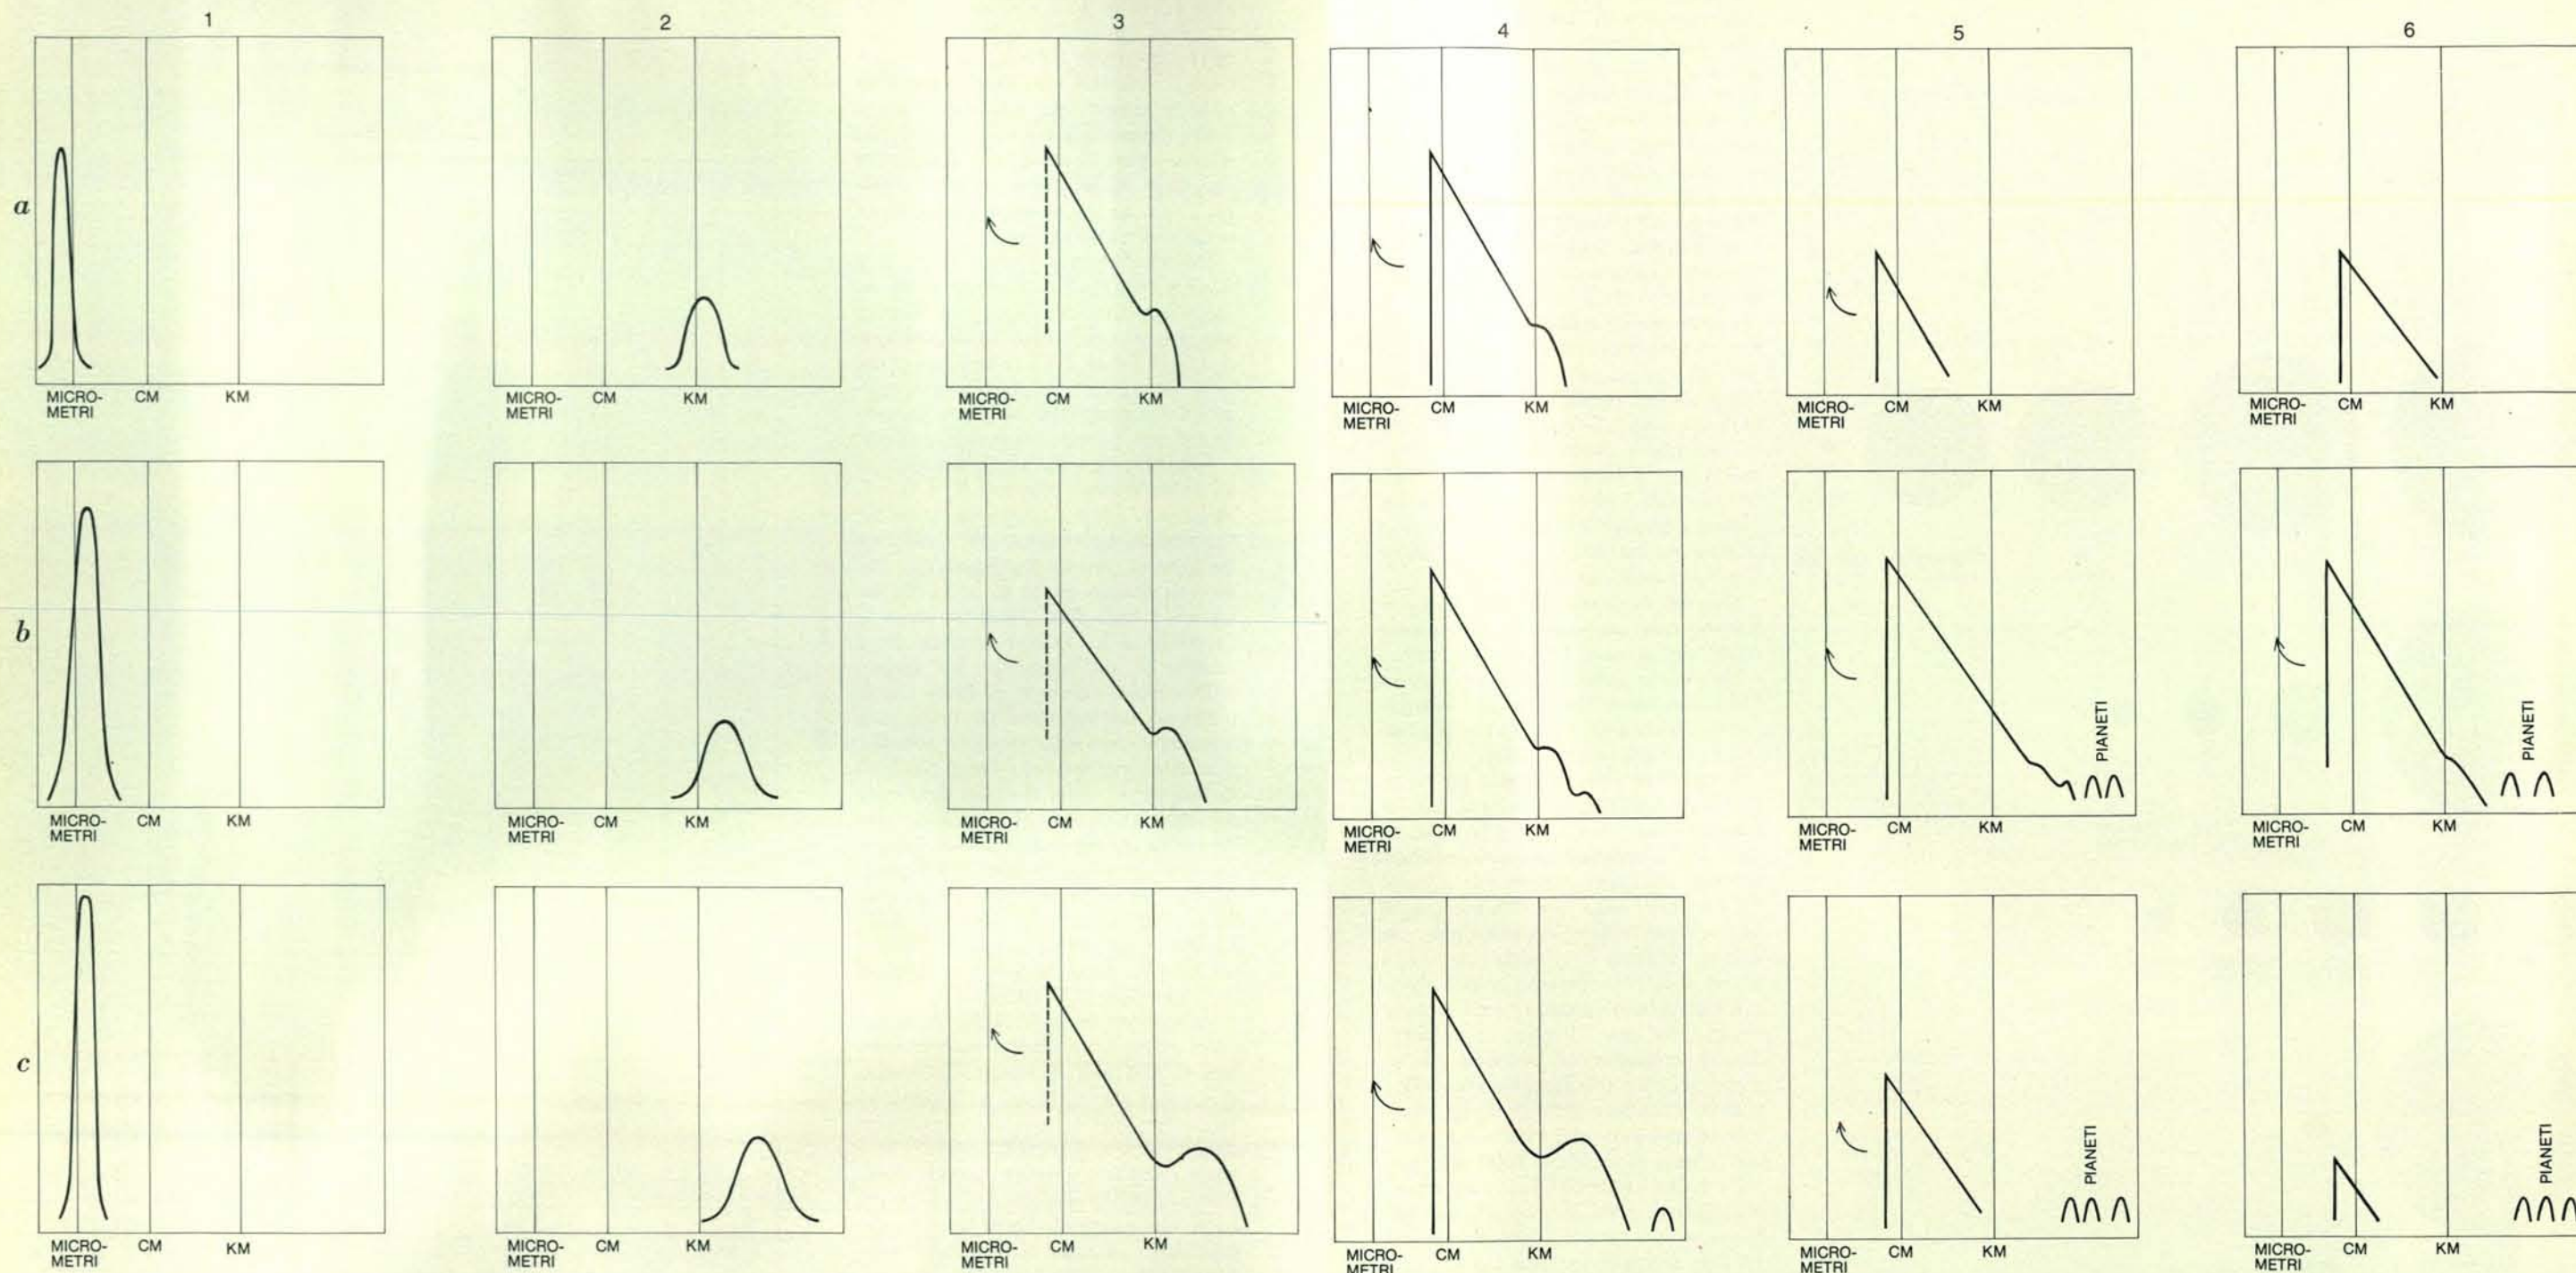 1 2 3 4 5 6
a
MICRO- CM KM MICRO- CM KM MICRO- CM KM MICRO- CM KM MICRO- CM KM MICRO- CM KM
METRI METRI METRI METRI METRI METRI
b
PIANETI PIANETI
MICRO- CM KM MICRO- CM KM MICRO- CM KM MICRO- CM KM MICRO- CM KM MICRO- CM KM
METRI METRI METRI METRI METRI METRI
c
PIANETI PIANETI
MICRO- CM KM MICRO- CM KM MICRO- CM KM MICRO- CM KM MICRO- CM KM MICRO- CM KM
METRI METRI METRI METRI METRI METRI